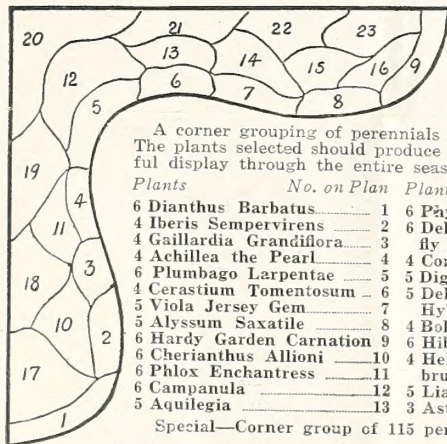 20
21
22
23
13
14
15
16
9
12
6
7
8
5
19
4
11
3
18
10
2
17
1
A corner grouping of perennials
The plants selected should produce
ful display through the entire seas
Plants No. on Plan Plant
6 Dianthus Barbatus 1 6 Phy
4 Iberis Sempervirens 2 6 Del
4 Gaillardia Grandiflora 3 fly
4 Achillea the Pearl 4 4 Cor
6 Plumbago Larpentae 5 5 Dig
4 Cerastium Tomentosum 6 5 Del
5 Viola Jersey Gem 7 Hy
5 Alyssum Saxatile 8 4 Bol
6 Hardy Garden Carnation 9 6 Hib
6 Cherianthus Allioni 10 4 Hel
6 Phlox Enchantress 11 bru
6 Campanula 12 5 Lia
5 Aquilegia 13 3 Ast
Special—Corner group of 115 per